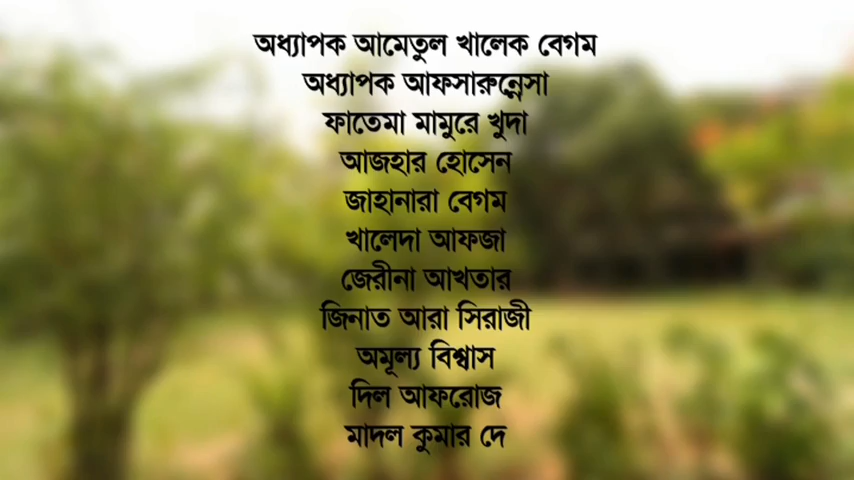 অধ্যাপক আমেতুল খালেক বেগম
অধ্যাপক আফসারুন্নেসা
ফাতেমা মামুরে খুদা
আজহার হোসেন
জাহানারা বেগম
খালেদা আফজা
জেরীনা আখতার
জিনাত আরা সিরাজী
অমূল্য বিশ্বাস
দিল আফরোজ
মাদল কুমার দে